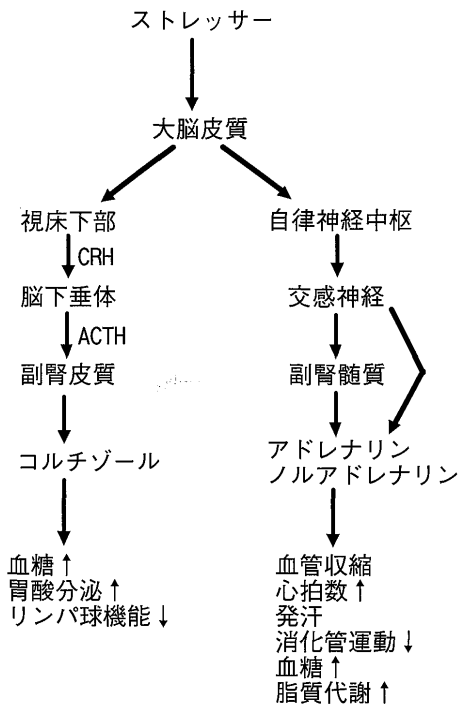 ストレッサー
大脳皮質
視床下部
自律神経中枢
CRH
脳下垂体
交感神経
ACTH
副腎皮質
副腎髄質
コルチゾール
アドレナリン
ノルアドレナリン
血糖↑
胃酸分泌↑
リンパ球機能↓
血管収縮
心拍数↑
発汗
消化管運動↓
血糖↑
脂質代謝↑